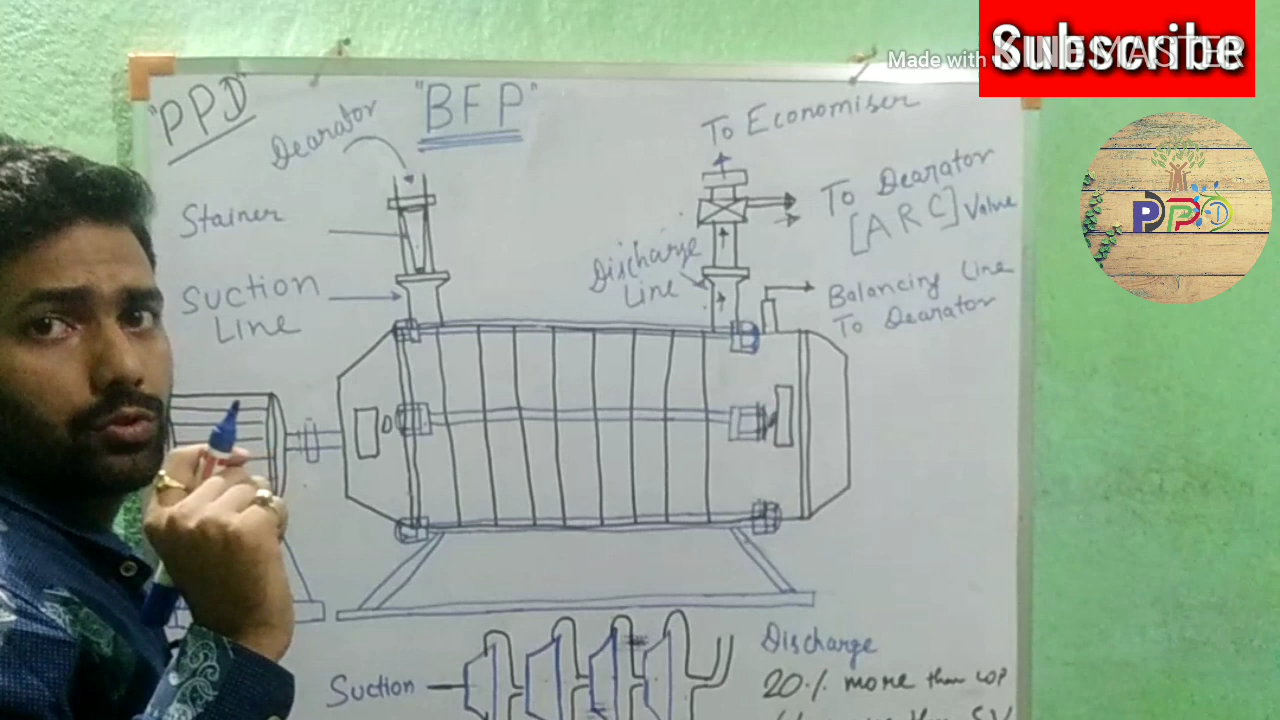 Subscribe
Made with KINEMASTER
"PPD"
"BFP"
Dearator
To Economiser
To Dearator
[ARC] Valve
Stainer
Discharge
Line
Suction
Line
Balancing Line
To Dearator
PPD
Discharge
Suction
20% more than WP